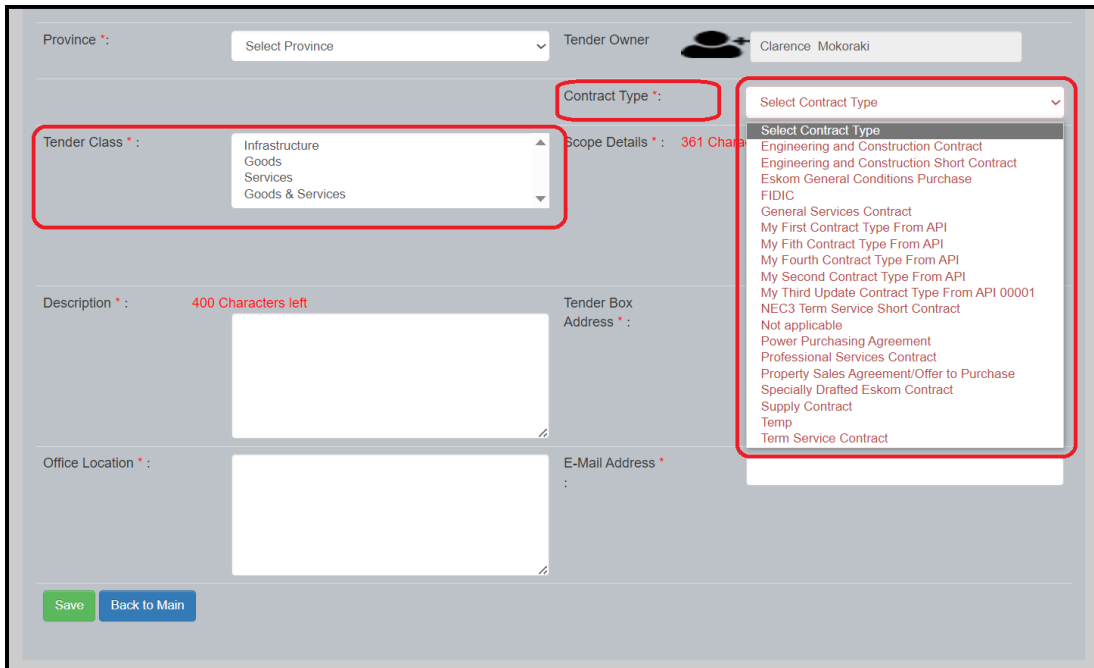 Province *:
Select Province
Tender Owner
Clarence Mokoraki
Contract Type *:
Select Contract Type
Select Contract Type
Engineering and Construction Contract
Engineering and Construction Short Contract
Eskom General Conditions Purchase
FIDIC
General Services Contract
My First Contract Type From API
My Fith Contract Type From API
My Fourth Contract Type From API
My Second Contract Type From API
My Third Update Contract Type From API 00001
NEC3 Term Service Short Contract
Not applicable
Power Purchasing Agreement
Professional Services Contract
Property Sales Agreement/Offer to Purchase
Specially Drafted Eskom Contract
Supply Contract
Temp
Term Service Contract
Tender Class * :
Infrastructure
Goods
Services
Goods & Services
Scope Details * : 361 Chara
Description * : 400 Characters left
Tender Box
Address * :
Office Location * :
E-Mail Address *
:
Save
Back to Main